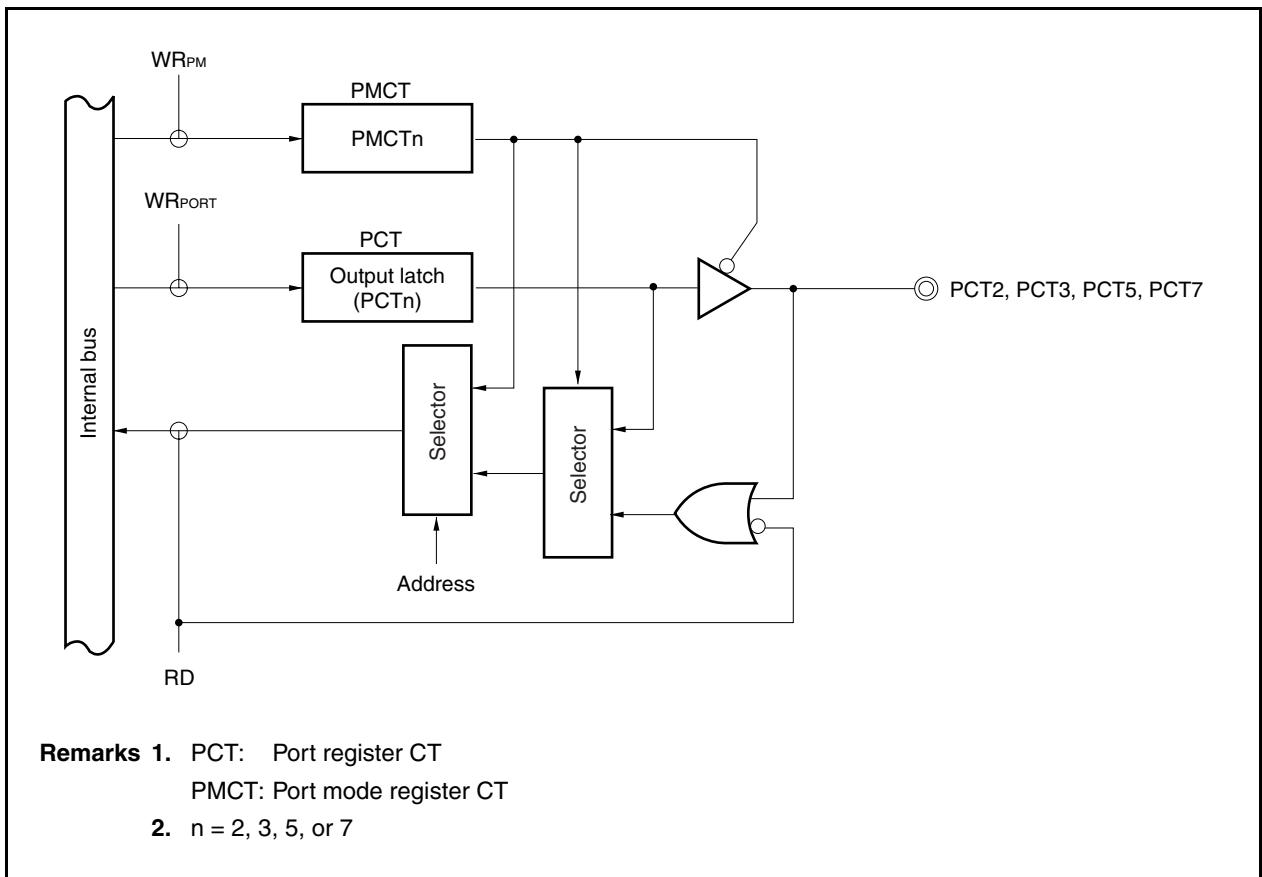 WRPM
PMCT
PMCTn
WRPORT
PCT
Output latch
(PCTn)
PCT2, PCT3, PCT5, PCT7
Internal bus
Selector
Selector
Address
RD
Remarks 1. PCT: Port register CT
PMCT: Port mode register CT
2. n = 2, 3, 5, or 7